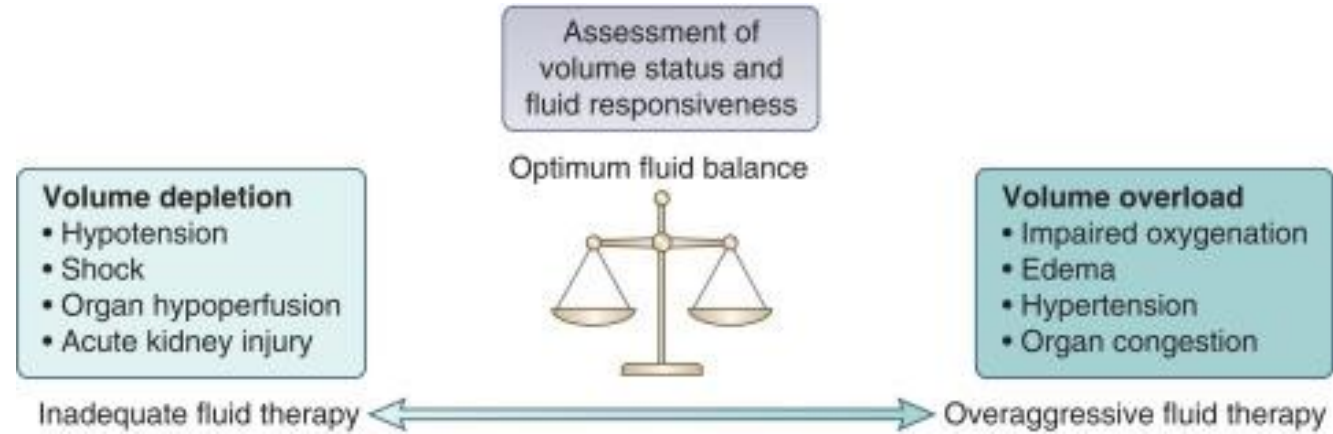 Assessment of
volume status and
fluid responsiveness
Optimum fluid balance
Volume depletion
• Hypotension
• Shock
• Organ hypoperfusion
• Acute kidney injury
Volume overload
• Impaired oxygenation
• Edema
• Hypertension
• Organ congestion
Inadequate fluid therapy
Overaggressive fluid therapy